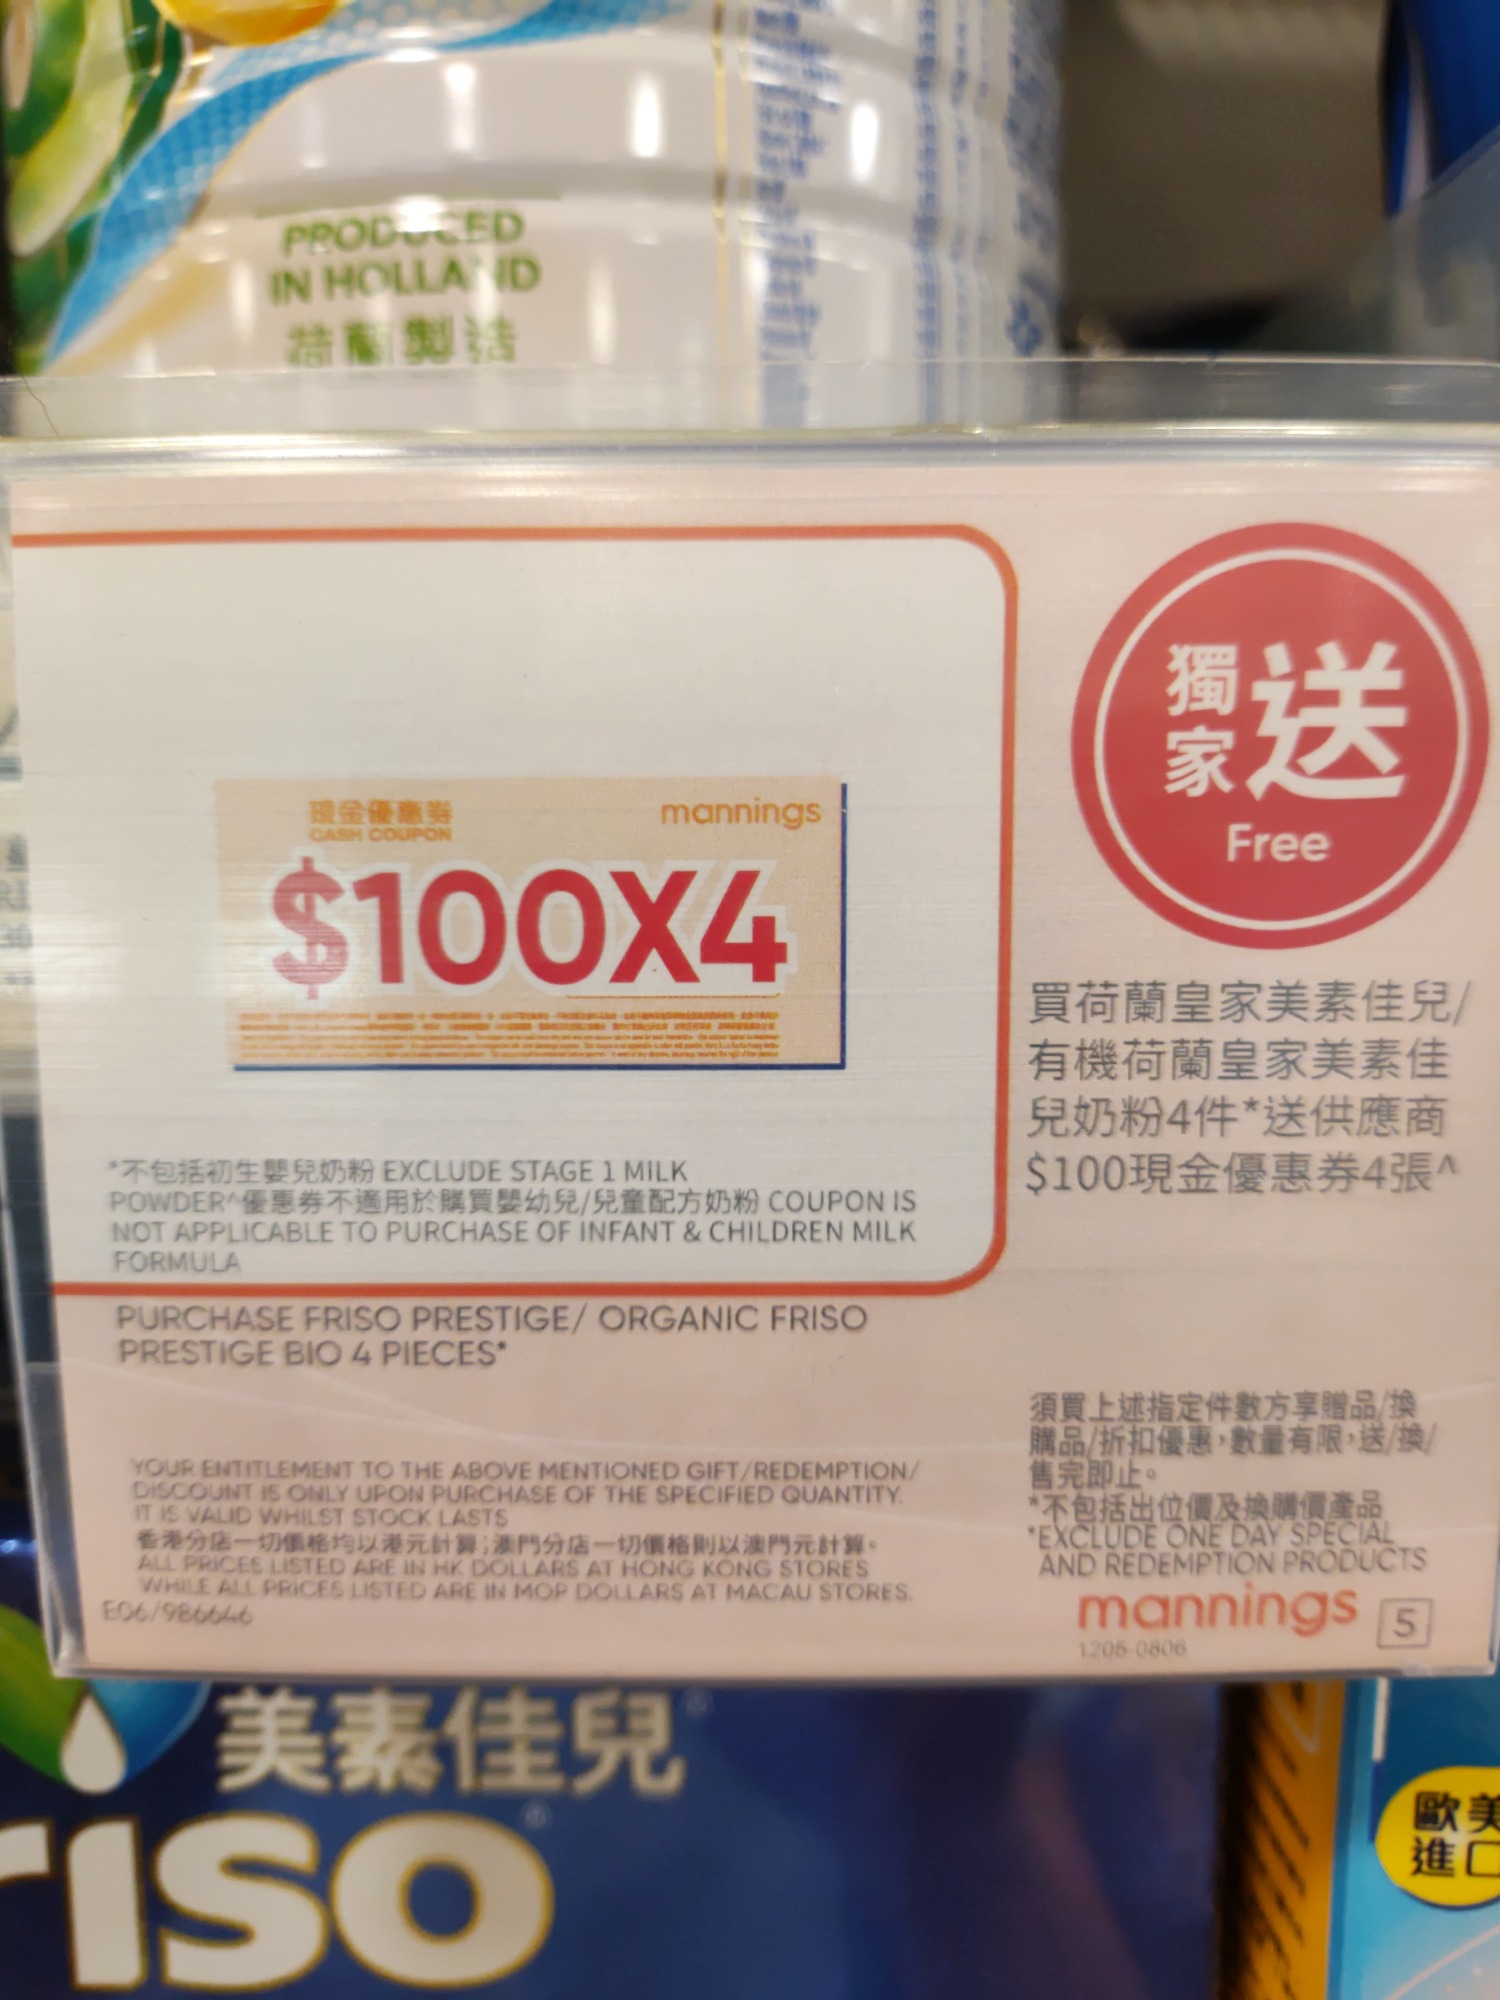 PRODUCED
IN HOLLAND
荷蘭製造
獨家送
Free
現金優惠券
CASH COUPON
mannings
$100X4
買荷蘭皇家美素佳兒/
有機荷蘭皇家美素佳
兒奶粉4件*送供應商
$100現金優惠券4張^
*不包括初生嬰兒奶粉 EXCLUDE STAGE 1 MILK
POWDER^優惠券不適用於購買嬰幼兒/兒童配方奶粉 COUPON IS
NOT APPLICABLE TO PURCHASE OF INFANT & CHILDREN MILK
FORMULA
PURCHASE FRISO PRESTIGE/ ORGANIC FRISO
PRESTIGE BIO 4 PIECES*
YOUR ENTITLEMENT TO THE ABOVE MENTIONED GIFT/REDEMPTION/
DISCOUNT IS ONLY UPON PURCHASE OF THE SPECIFIED QUANTITY.
IT IS VALID WHILST STOCK LASTS
香港分店一切價格均以港元計算;澳門分店一切價格則以澳門元計算。
ALL PRICES LISTED ARE IN HK DOLLARS AT HONG KONG STORES
WHILE ALL PRICES LISTED ARE IN MOP DOLLARS AT MACAU STORES.
E06/986646
須買上述指定件數方享贈品/換
購品/折扣優惠,數量有限,送/換/
售完即止。
*不包括出位價及換購價產品
*EXCLUDE ONE DAY SPECIAL
AND REDEMPTION PRODUCTS
mannings 5
1205-0806
美素佳兒
riso
歐美
進口